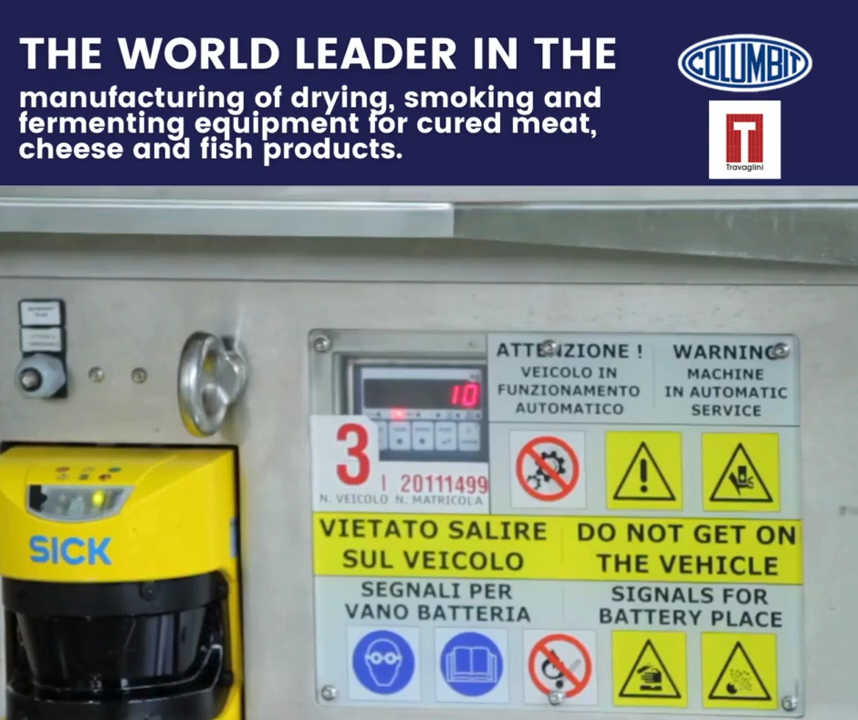 THE WORLD LEADER IN THE
manufacturing of drying, smoking and
fermenting equipment for cured meat,
cheese and fish products.
COLUMBIT
T
Travaglini
10
ATTENZIONE !
VEICOLO IN
FUNZIONAMENTO
AUTOMATICO
WARNING
MACHINE
IN AUTOMATIC
SERVICE
3
20111499
N. VEICOLO N. MATRICOLA
VIETATO SALIRE
SUL VEICOLO
DO NOT GET ON
THE VEHICLE
SEGNALI PER
VANO BATTERIA
SIGNALS FOR
BATTERY PLACE
SICK